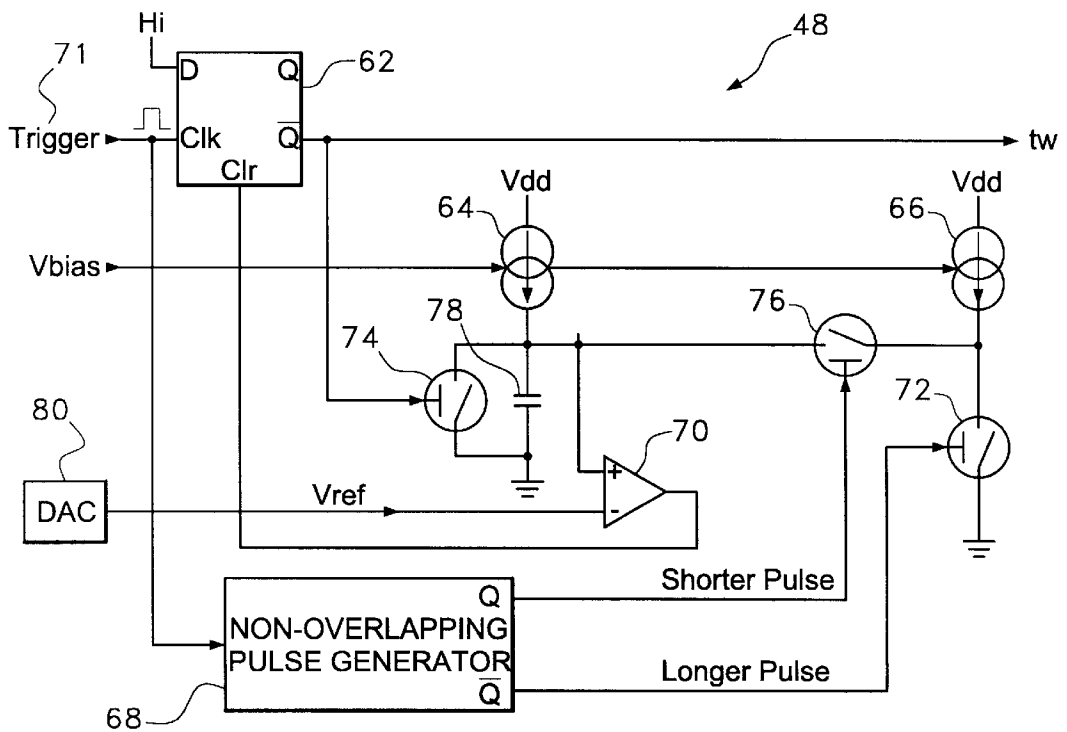 Hi
48
71
62
D
Q
Trigger
Clk
Q
tw
Clr
Vdd
Vdd
64
66
Vbias
76
78
74
72
80
70
DAC
Vref
+
-
Shorter Pulse
Q
NON-OVERLAPPING
PULSE GENERATOR
Longer Pulse
Q
68